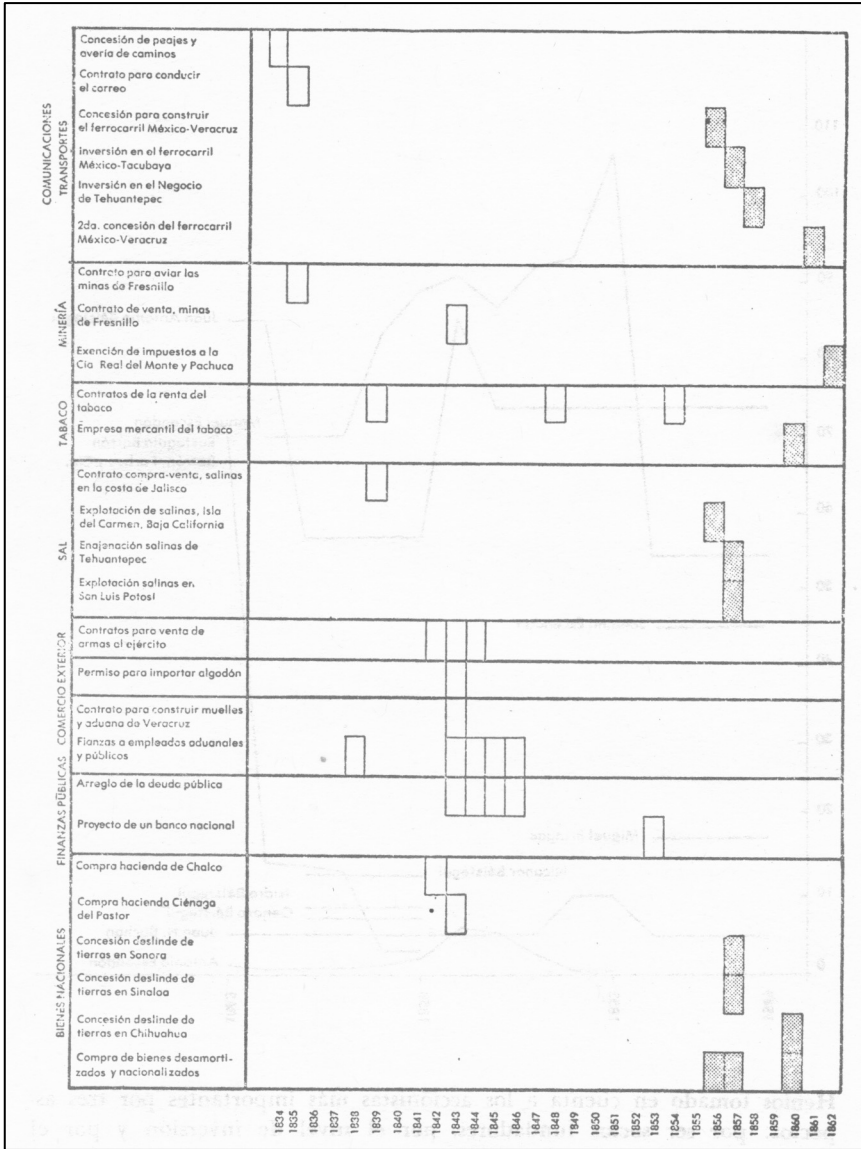 COMUNICACIONES
TRANSPORTES
Concesión de peajes y
avería de caminos
Contrato para conducir
el correo
Concesión para construir
el ferrocarril México-Veracruz
inversión en el ferrocarril
México-Tacubaya
Inversión en el Negocio
de Tehuantepec
2da. concesión del ferrocarril
México-Veracruz
MINERÍA
Contrato para aviar las
minas de Fresnillo
Contrato de venta, minas
de Fresnillo
Exención de impuestos a la
Cía Real del Monte y Pachuca
TABACO
Contratos de la renta del
tabaco
Empresa mercantil del tabaco
SAL
Contrato compra-venta, salinas
en la costa de Jalisco
Explotación de salinas, Isla
del Carmen, Baja California
Enajenación salinas de
Tehuantepec
Explotación salinas en
San Luis Potosí
COMERCIO EXTERIOR
Contratos para venta de
armas al ejército
Permiso para importar algodón
Contrato para construir muelles
y aduana de Veracruz
FINANZAS PÚBLICAS
Fianzas a empleados aduanales
y públicos
Arreglo de la deuda pública
Proyecto de un banco nacional
BIENES NACIONALES
Compra hacienda de Chalco
Compra hacienda Ciénaga
del Pastor
Concesión deslinde de
tierras en Sonora
Concesión deslinde de
tierras en Sinaloa
Concesión deslinde de
tierras en Chihuahua
Compra de bienes desamorti-
zados y nacionalizados
1834
1835
1836
1837
1838
1839
1840
1841
1842
1843
1844
1845
1846
1847
1848
1849
1850
1851
1852
1853
1854
1855
1856
1857
1858
1859
1860
1861
1862